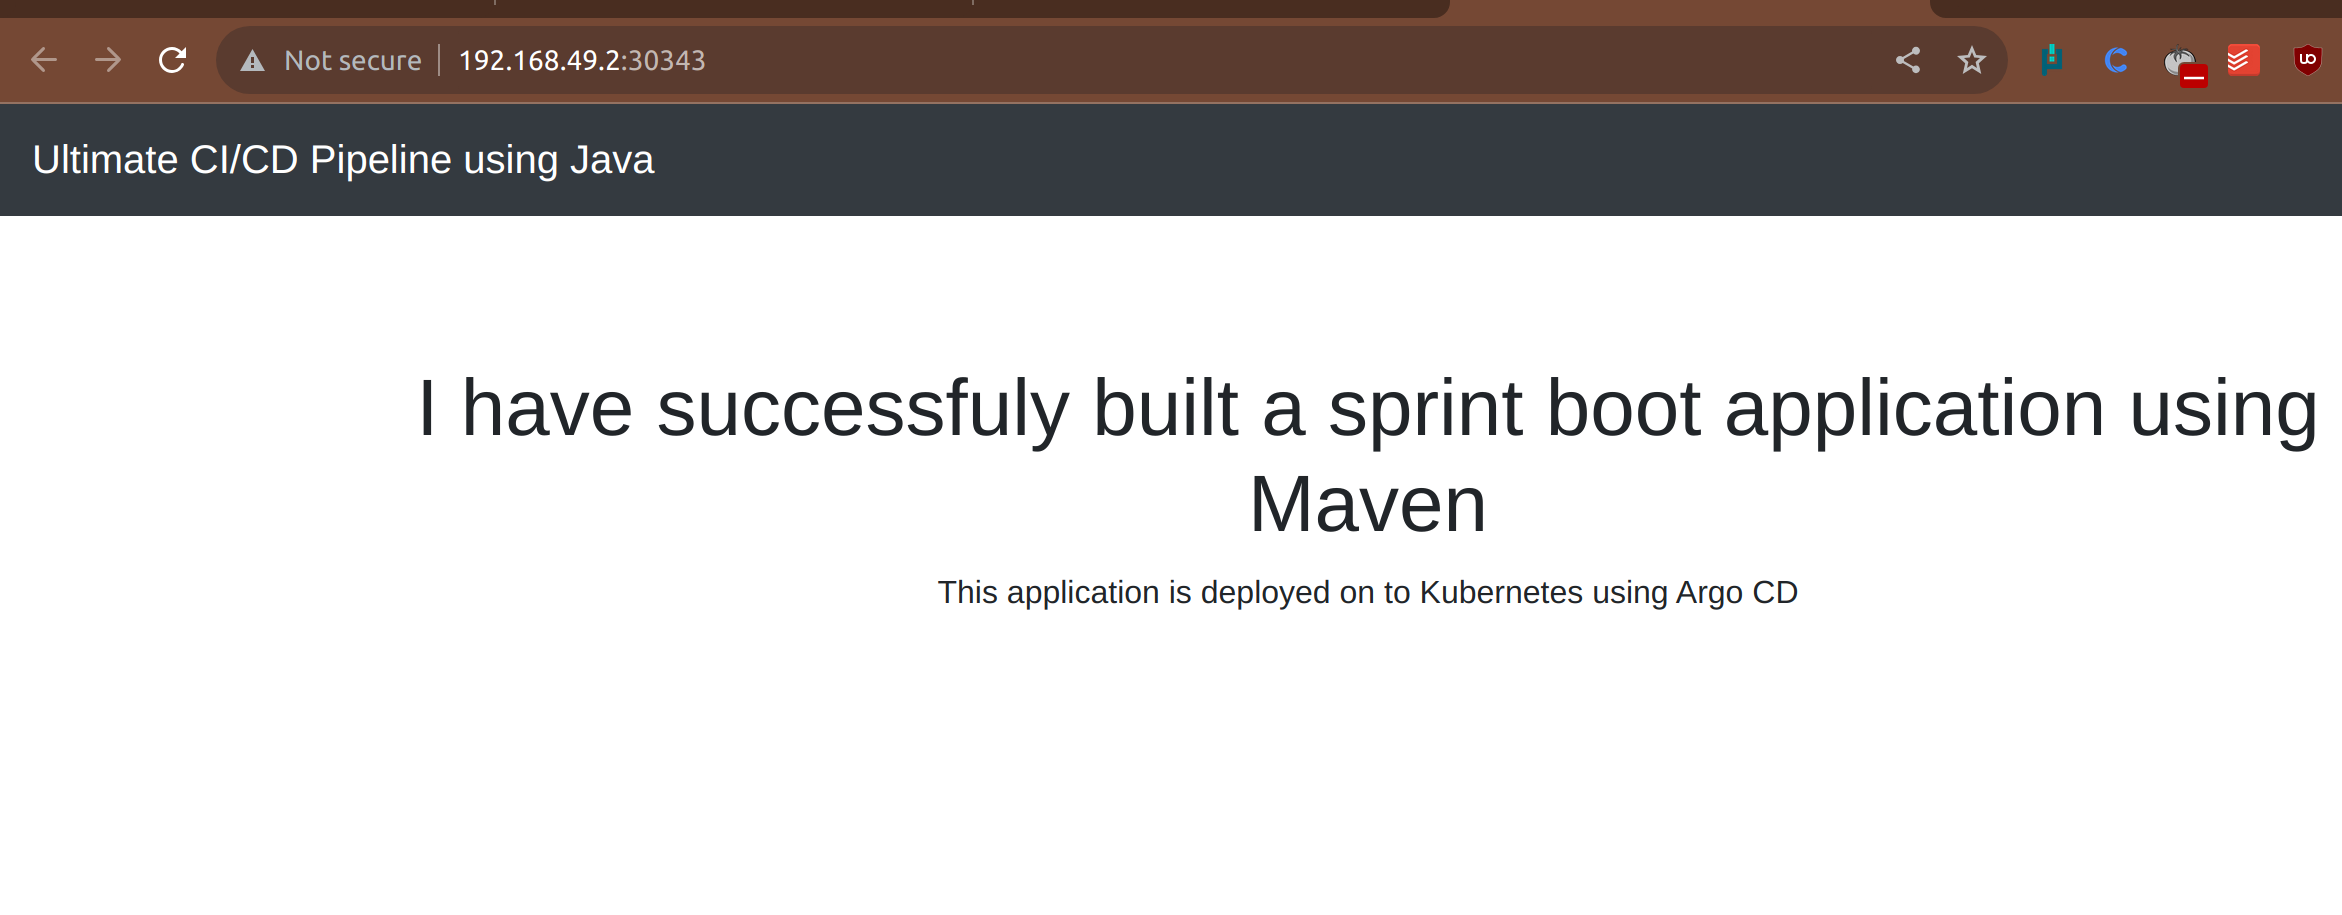 Not secure 192.168.49.2:30343
Ultimate CI/CD Pipeline using Java
I have successfuly built a sprint boot application using
Maven
This application is deployed on to Kubernetes using Argo CD